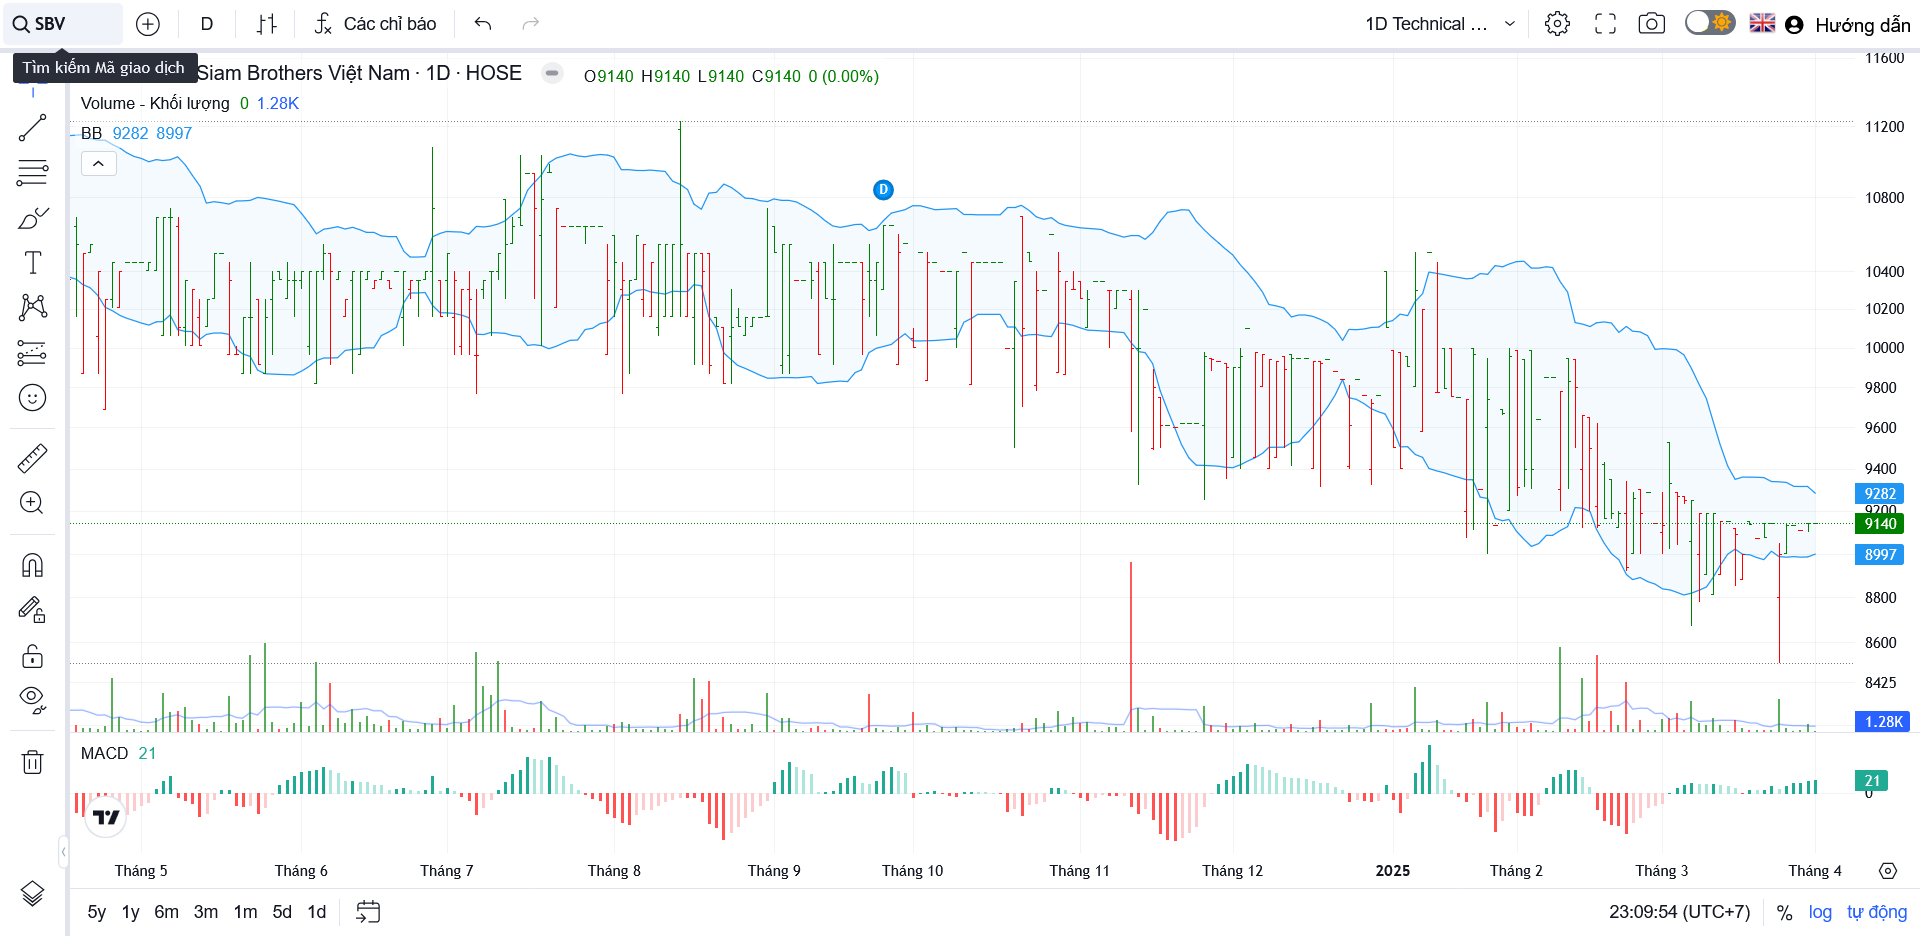 SBV
D
Các chỉ báo
1D Technical ...
Hướng dẫn
Tìm kiếm Mã giao dịch
Siam Brothers Việt Nam · 1D · HOSE
O9140 H9140 L9140 C9140 0 (0.00%)
Volume - Khối lượng 0 1.28K
BB 9282 8997
D
11600
11200
10800
10400
10200
10000
9800
9600
9400
9282
9200
9140
8997
8800
8600
8425
1.28K
MACD 21
21
0
Tháng 5
Tháng 6
Tháng 7
Tháng 8
Tháng 9
Tháng 10
Tháng 11
Tháng 12
2025
Tháng 2
Tháng 3
Tháng 4
5y 1y 6m 3m 1m 5d 1d
23:09:54 (UTC+7)
%
log
tự động